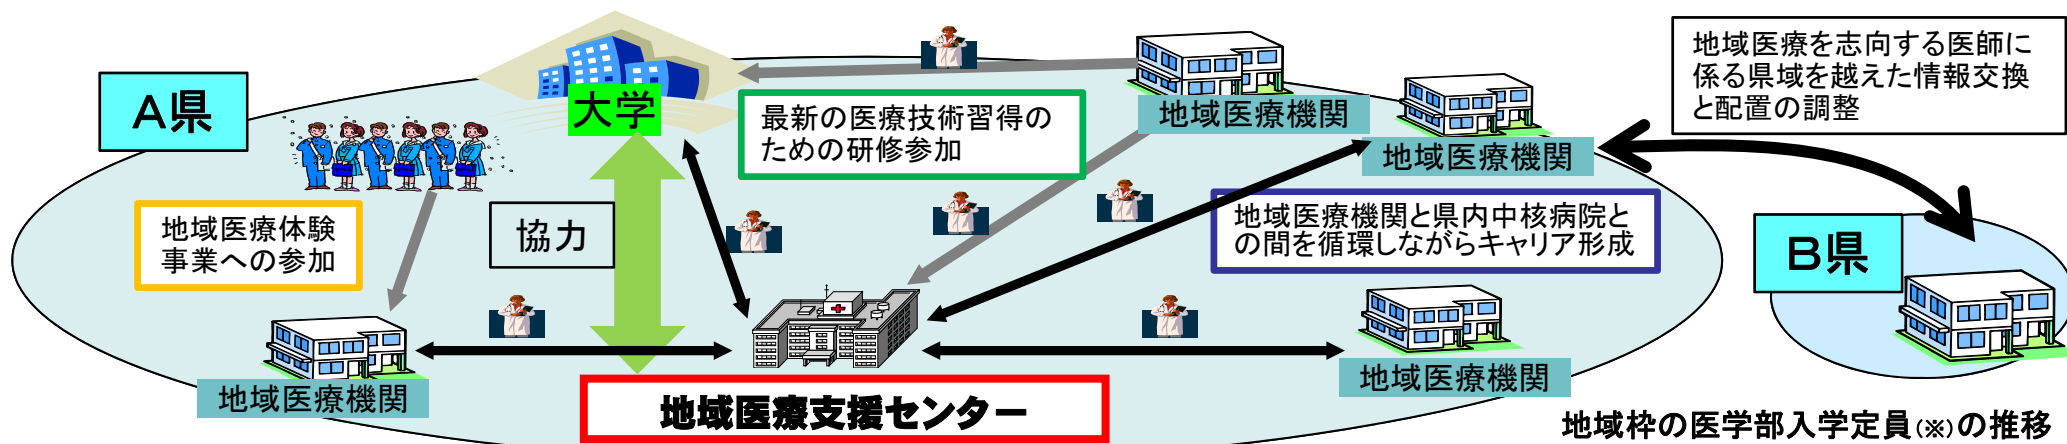 地域医療を志向する医師に
係る県域を越えた情報交換
と配置の調整
A県
大学
最新の医療技術習得の
ための研修参加
地域医療機関
地域医療機関
地域医療体験
事業への参加
協力
地域医療機関と県内中核病院と
の間を循環しながらキャリア形成
B県
地域医療機関
地域医療機関
地域医療支援センター
地域枠の医学部入学定員(※)の推移